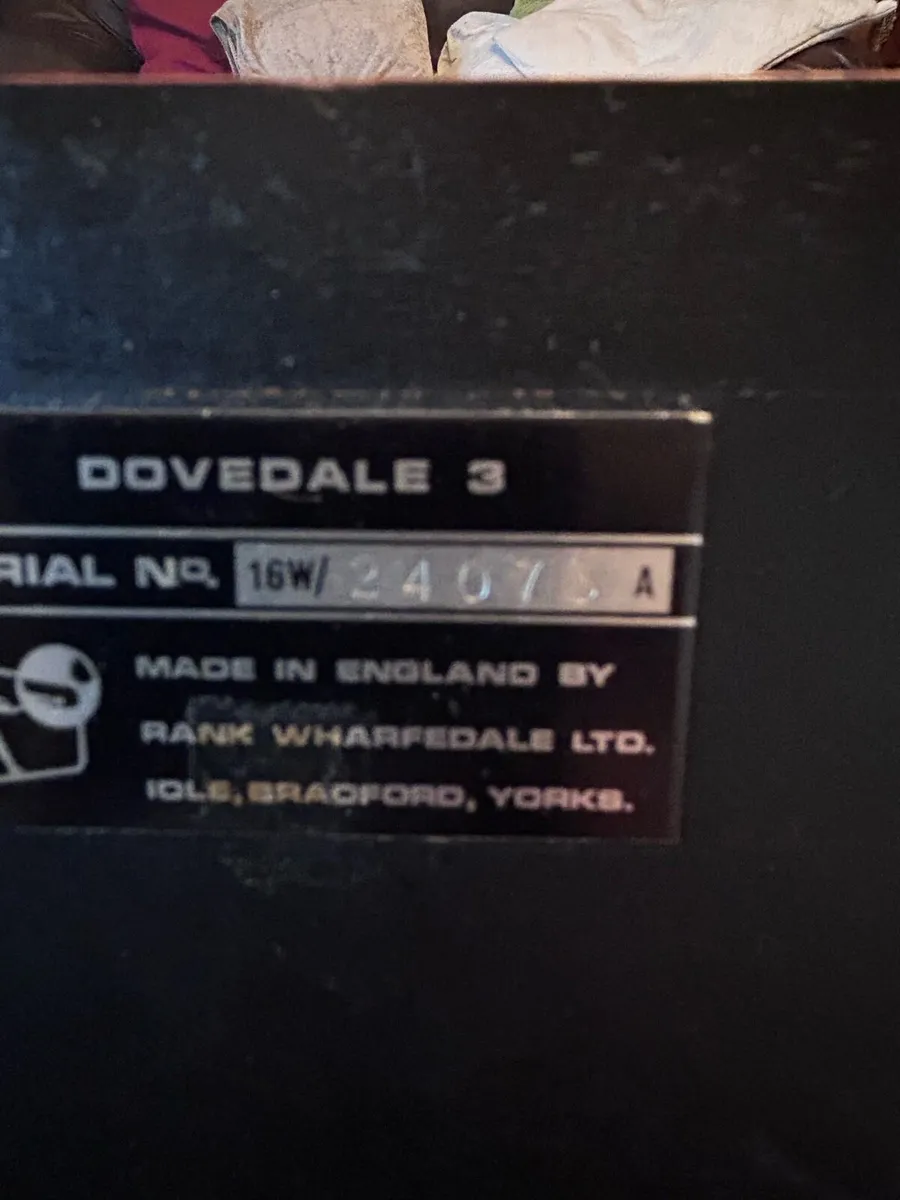 DOVEDALE 3
RIAL NO. 16W/ 2407 A
MADE IN ENGLAND BY
RANK WHARFEDALE LTD.
IDLE, BRADFORD, YORKS.